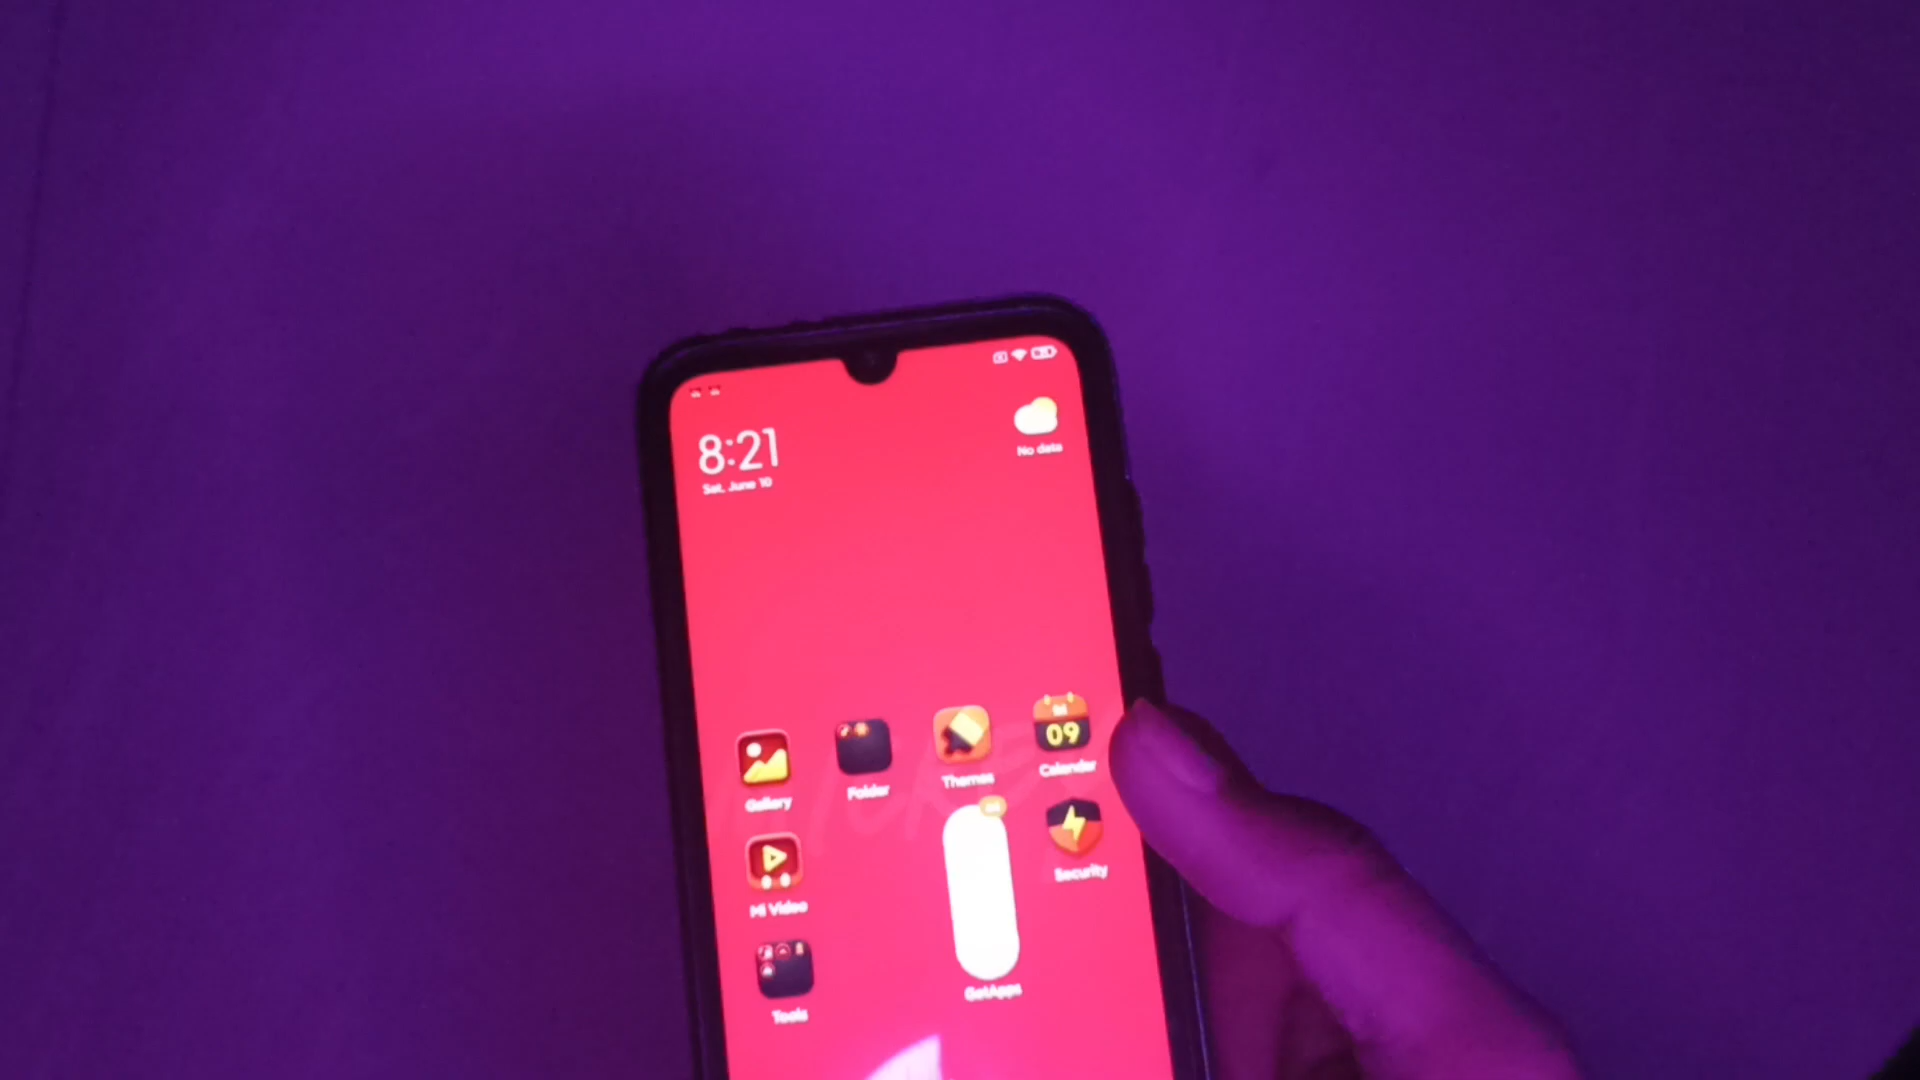 8:21
Sat, June 10
No data
Gallery
Folder
Themes
09
Calendar
Mi Video
Security
Tools
GetApps